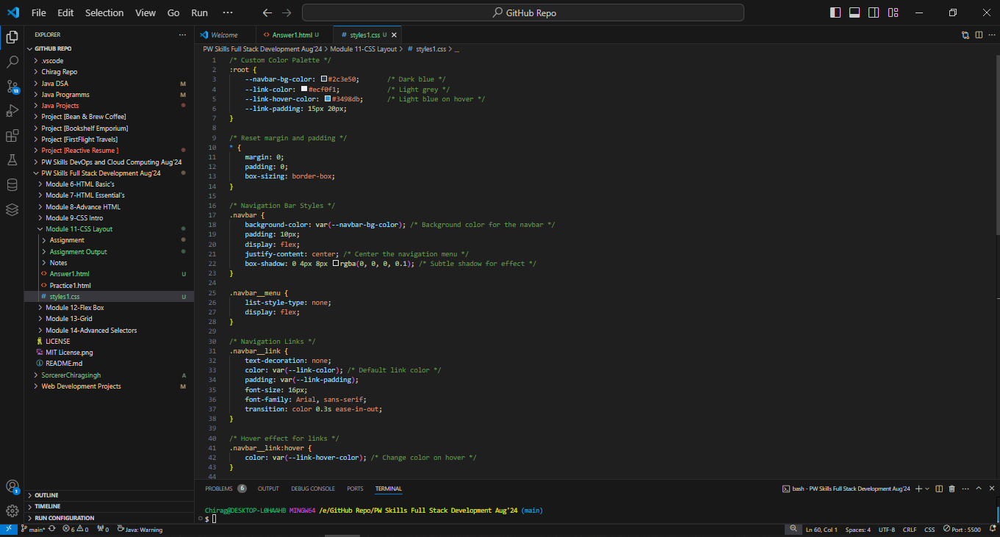 File Edit Selection View Go Run ··· GitHub Repo
EXPLORER ···
GITHUB REPO
.vscode
Chirag Repo
Java DSA M
Java Programms M
Java Projects
Project [Bean & Brew Coffee]
Project [Bookshelf Emporium]
Project [FirstFlight Travels]
Project [Reactive Resume ]
PW Skills DevOps and Cloud Computing Aug'24
PW Skills Full Stack Development Aug'24
Module 6-HTML Basic's
Module 7-HTML Essential's
Module 8-Advance HTML
Module 9-CSS Intro
Module 11-CSS Layout
Assignment
Assignment Output
Notes
<> Answer1.html U
<> Practice1.html
# styles1.css U
Module 12-Flex Box
Module 13-Grid
Module 14-Advanced Selectors
LICENSE
MIT License.png
README.md
SorcererChiragsingh A
Web Development Projects M
OUTLINE
TIMELINE
RUN CONFIGURATION
13
1
Welcome <> Answer1.html U # styles1.css U
PW Skills Full Stack Development Aug'24 > Module 11-CSS Layout > # styles1.css > ...
1 /* Custom Color Palette */
2 :root {
3 --navbar-bg-color: #2c3e50; /* Dark blue */
4 --link-color: #ecf0f1; /* Light grey */
5 --link-hover-color: #3498db; /* Light blue on hover */
6 --link-padding: 15px 20px;
7 }
8
9 /* Reset margin and padding */
10 * {
11 margin: 0;
12 padding: 0;
13 box-sizing: border-box;
14 }
15
16 /* Navigation Bar Styles */
17 .navbar {
18 background-color: var(--navbar-bg-color); /* Background color for the navbar */
19 padding: 10px;
20 display: flex;
21 justify-content: center; /* Center the navigation menu */
22 box-shadow: 0 4px 8px rgba(0, 0, 0, 0.1); /* Subtle shadow for effect */
23 }
24
25 .navbar__menu {
26 list-style-type: none;
27 display: flex;
28 }
29
30 /* Navigation Links */
31 .navbar__link {
32 text-decoration: none;
33 color: var(--link-color); /* Default link color */
34 padding: var(--link-padding);
35 font-size: 16px;
36 font-family: Arial, sans-serif;
37 transition: color 0.3s ease-in-out;
38 }
39
40 /* Hover effect for links */
41 .navbar__link:hover {
42 color: var(--link-hover-color); /* Change color on hover */
43 }
44
PROBLEMS 6 OUTPUT DEBUG CONSOLE PORTS TERMINAL bash - PW Skills Full Stack Development Aug'24
Chirag@DESKTOP-L0HAAHB MINGW64 /e/GitHub Repo/PW Skills Full Stack Development Aug'24 (main)
$
main* 6 0 0 Java: Warning Ln 60, Col 1 Spaces: 4 UTF-8 CRLF CSS Port : 5500